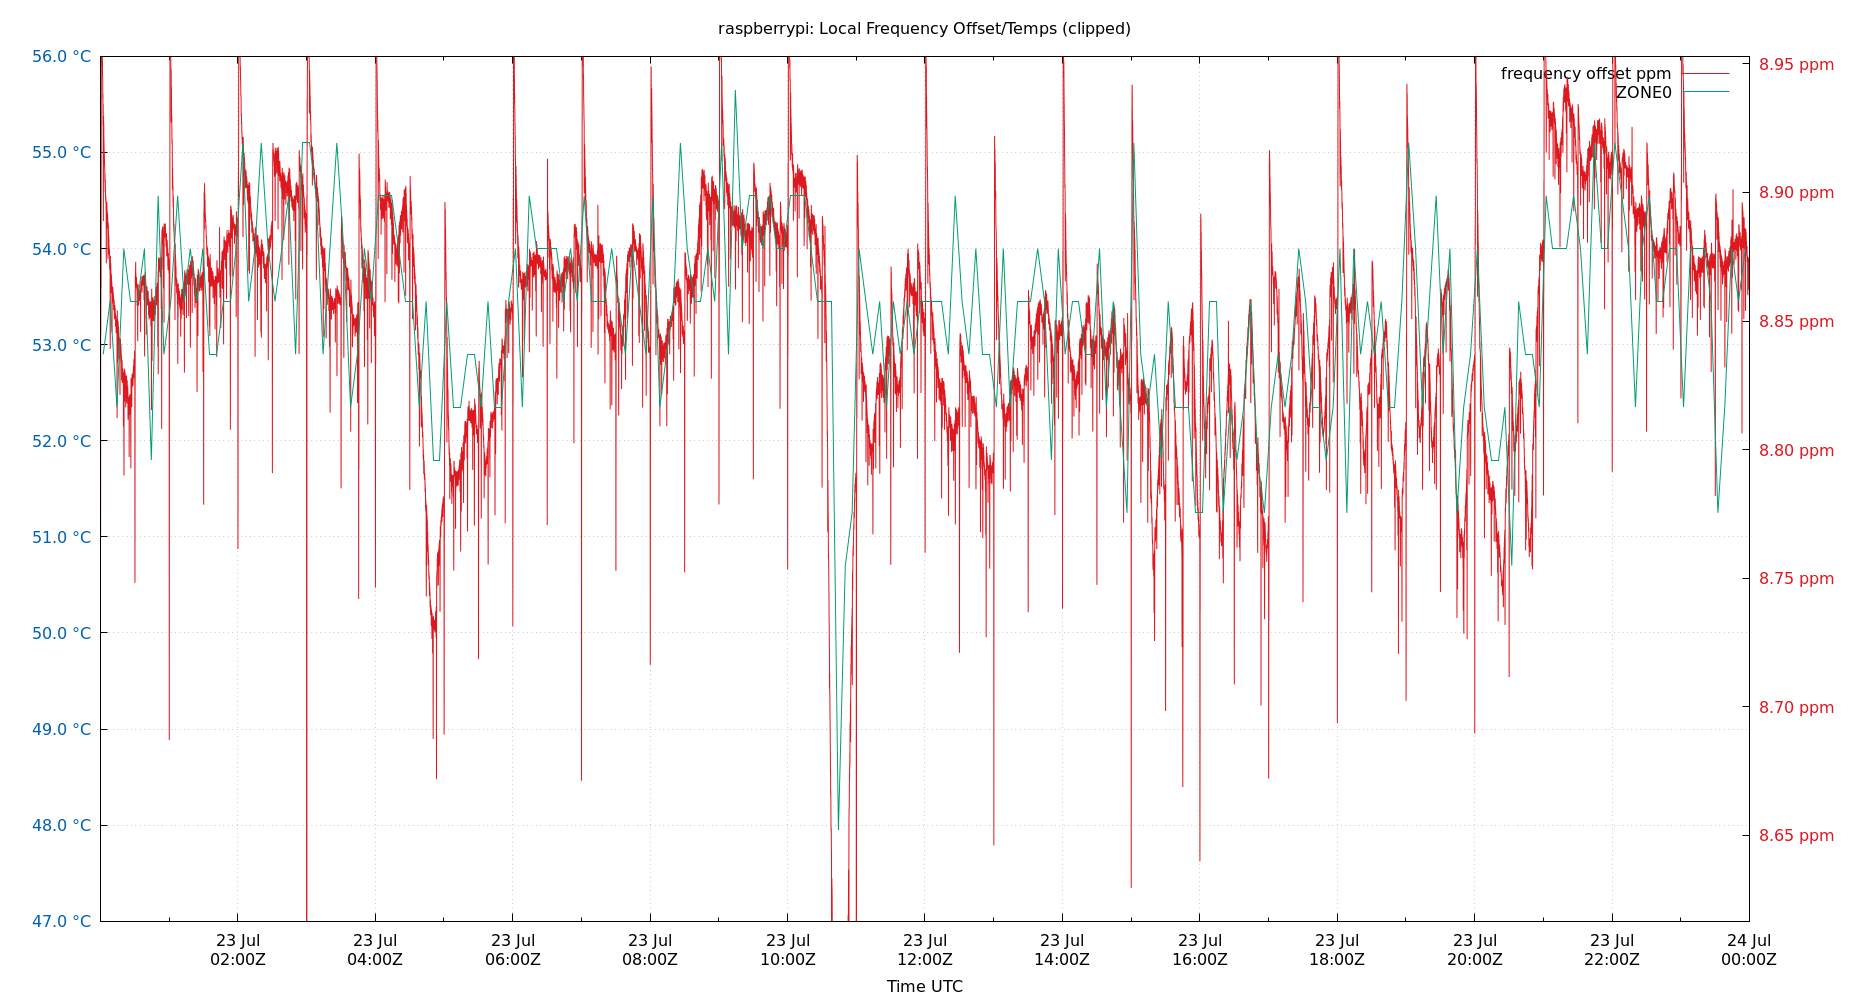 raspberrypi: Local Frequency Offset/Temps (clipped)
56.0 °C
55.0 °C
54.0 °C
53.0 °C
52.0 °C
51.0 °C
50.0 °C
49.0 °C
48.0 °C
47.0 °C
8.95 ppm
8.90 ppm
8.85 ppm
8.80 ppm
8.75 ppm
8.70 ppm
8.65 ppm
frequency offset ppm
ZONE0
23 Jul 23 Jul 23 Jul 23 Jul 23 Jul 23 Jul 23 Jul 23 Jul 23 Jul 23 Jul 23 Jul 24 Jul
02:00Z 04:00Z 06:00Z 08:00Z 10:00Z 12:00Z 14:00Z 16:00Z 18:00Z 20:00Z 22:00Z 00:00Z
Time UTC